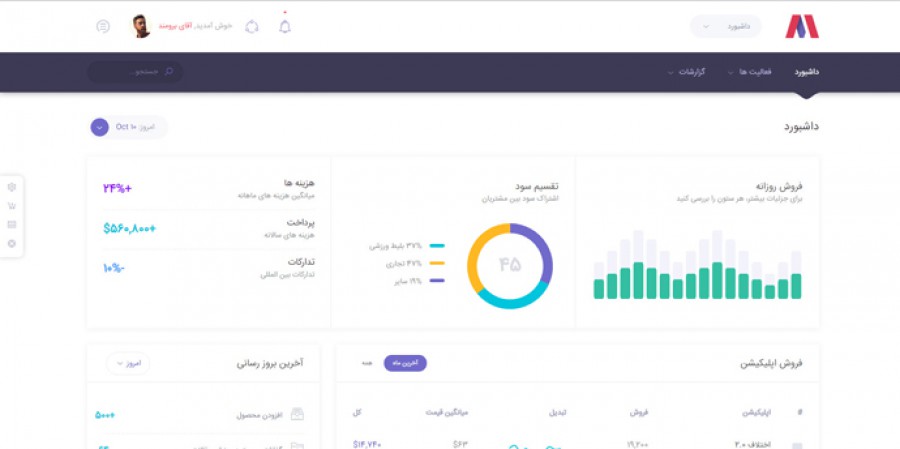 داشبورد
خوش آمدید, آقای برومند
داشبورد
فعالیت ها
گزارشات
جستجو...
داشبورد
امروز: ۱۰ Oct
فروش روزانه
برای جزئیات بیشتر، هر ستون را بررسی کنید
تقسیم سود
اشتراک سود بین مشتریان
۴۵
۳۷% بلیط ورزشی
۴۷% تجاری
۱۹% سایر
هزینه ها
میانگین هزینه های ماهانه
+۲۴%
پرداخت
هزینه های سالانه
+$۵۶۰,۸۰۰
تدارکات
تدارکات بین المللی
-۱۰%
فروش اپلیکیشن
آخرین ماه
همه
# اپلیکیشن فروش تبدیل میانگین قیمت کل
اختلاف ۲.۰ ۱۹,۲۰۰ $۶۳ $۱۴,۷۴۰
آخرین بروز رسانی
امروز
افزودن محصول
+۵۰۰